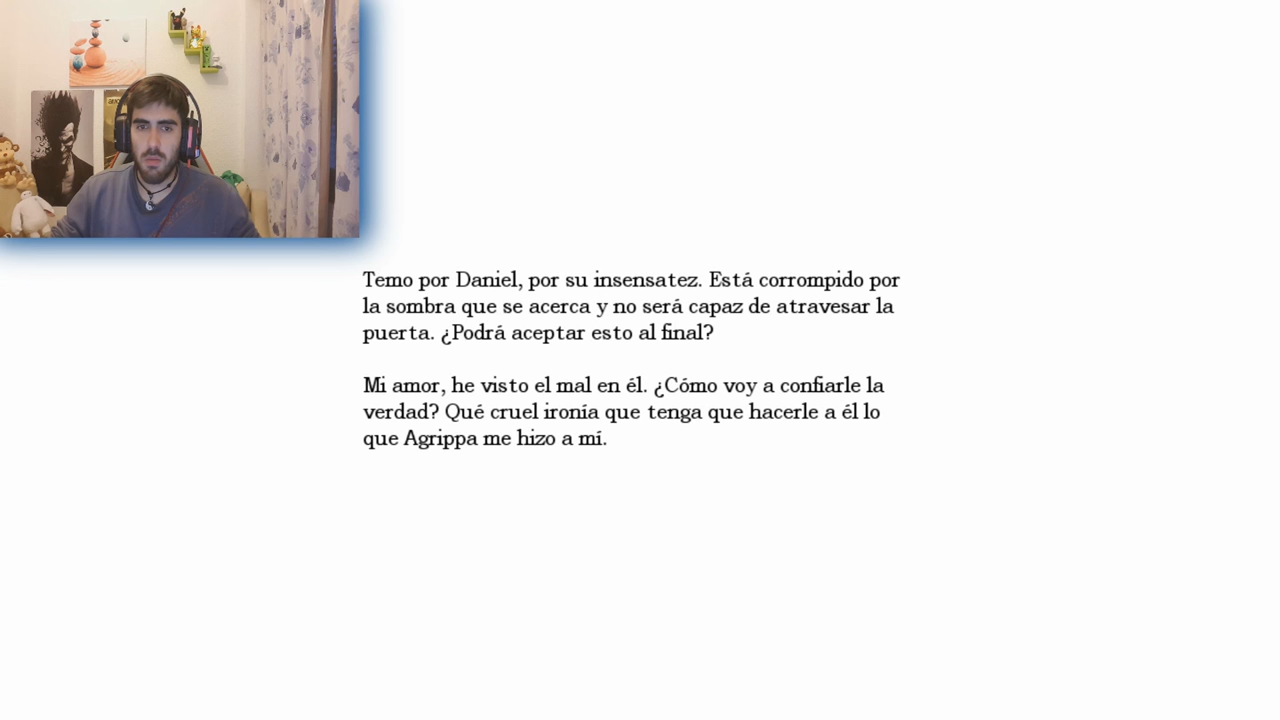 Temo por Daniel, por su insensatez. Está corrompido por
la sombra que se acerca y no será capaz de atravesar la
puerta. ¿Podrá aceptar esto al final?
Mi amor, he visto el mal en él. ¿Cómo voy a confiarle la
verdad? Qué cruel ironía que tenga que hacerle a él lo
que Agrippa me hizo a mí.